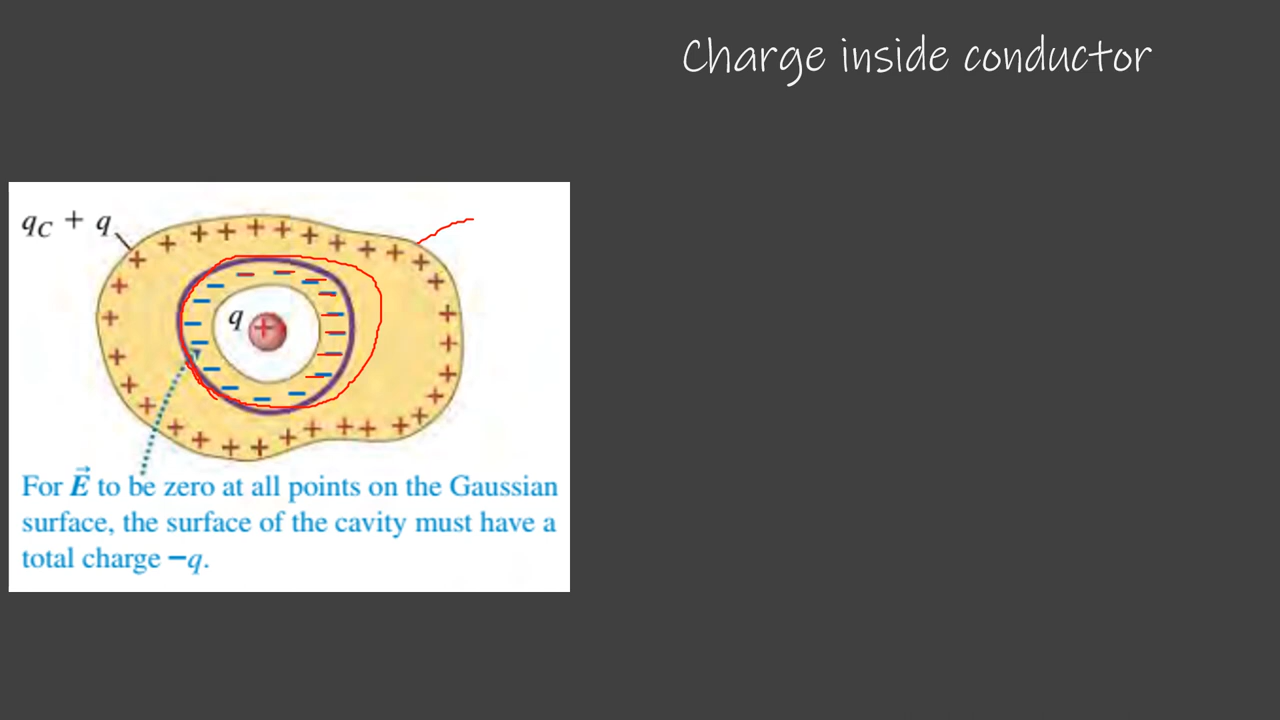 Charge inside conductor
qC + q
q
For E⃗ to be zero at all points on the Gaussian
surface, the surface of the cavity must have a
total charge −q.